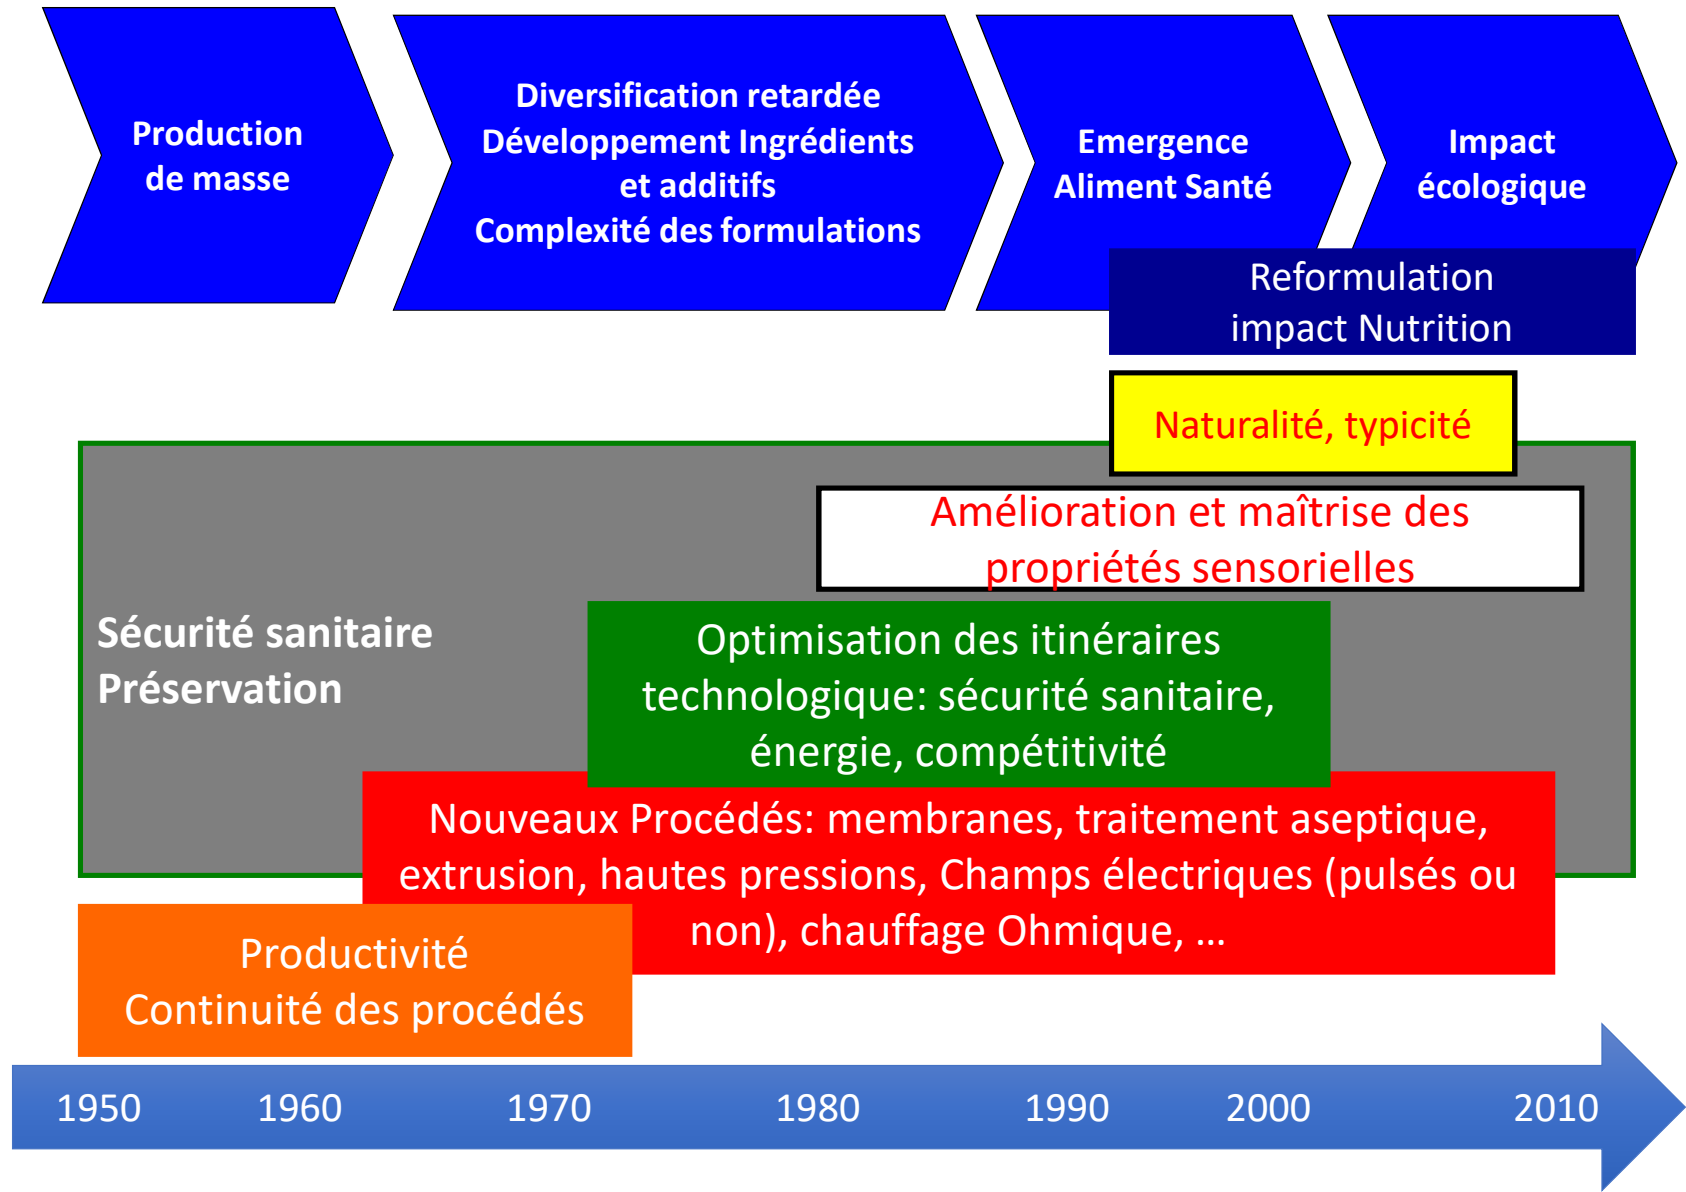 Production
de masse
Diversification retardée
Développement Ingrédients
et additifs
Complexité des formulations
Emergence
Aliment Santé
Impact
écologique
Reformulation
impact Nutrition
Naturalité, typicité
Amélioration et maîtrise des
propriétés sensorielles
Sécurité sanitaire
Préservation
Optimisation des itinéraires
technologique: sécurité sanitaire,
énergie, compétitivité
Nouveaux Procédés: membranes, traitement aseptique,
extrusion, hautes pressions, Champs électriques (pulsés ou
non), chauffage Ohmique, ...
Productivité
Continuité des procédés
1950 1960 1970 1980 1990 2000 2010